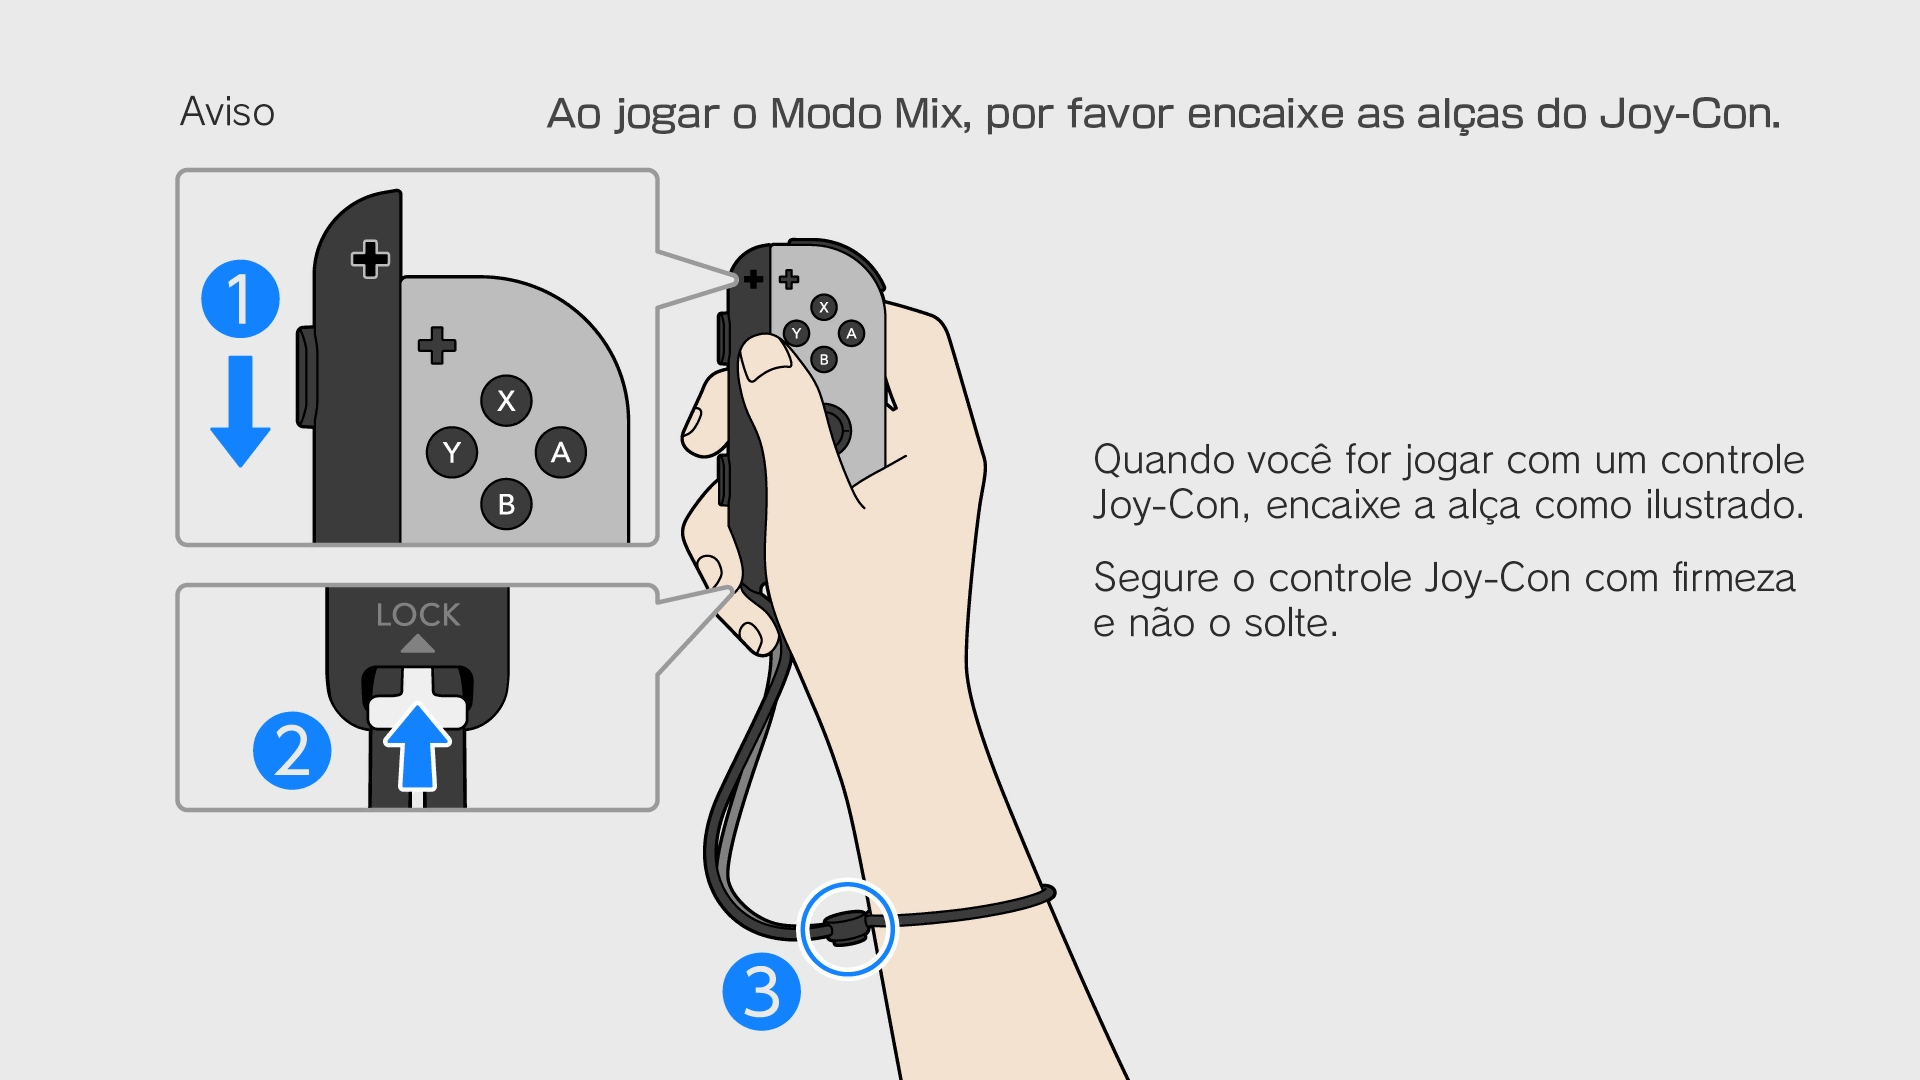 Aviso
Ao jogar o Modo Mix, por favor encaixe as alças do Joy-Con.
1
X
Y
A
B
X
Y
A
B
Quando você for jogar com um controle
Joy-Con, encaixe a alça como ilustrado.
Segure o controle Joy-Con com firmeza
e não o solte.
LOCK
2
3